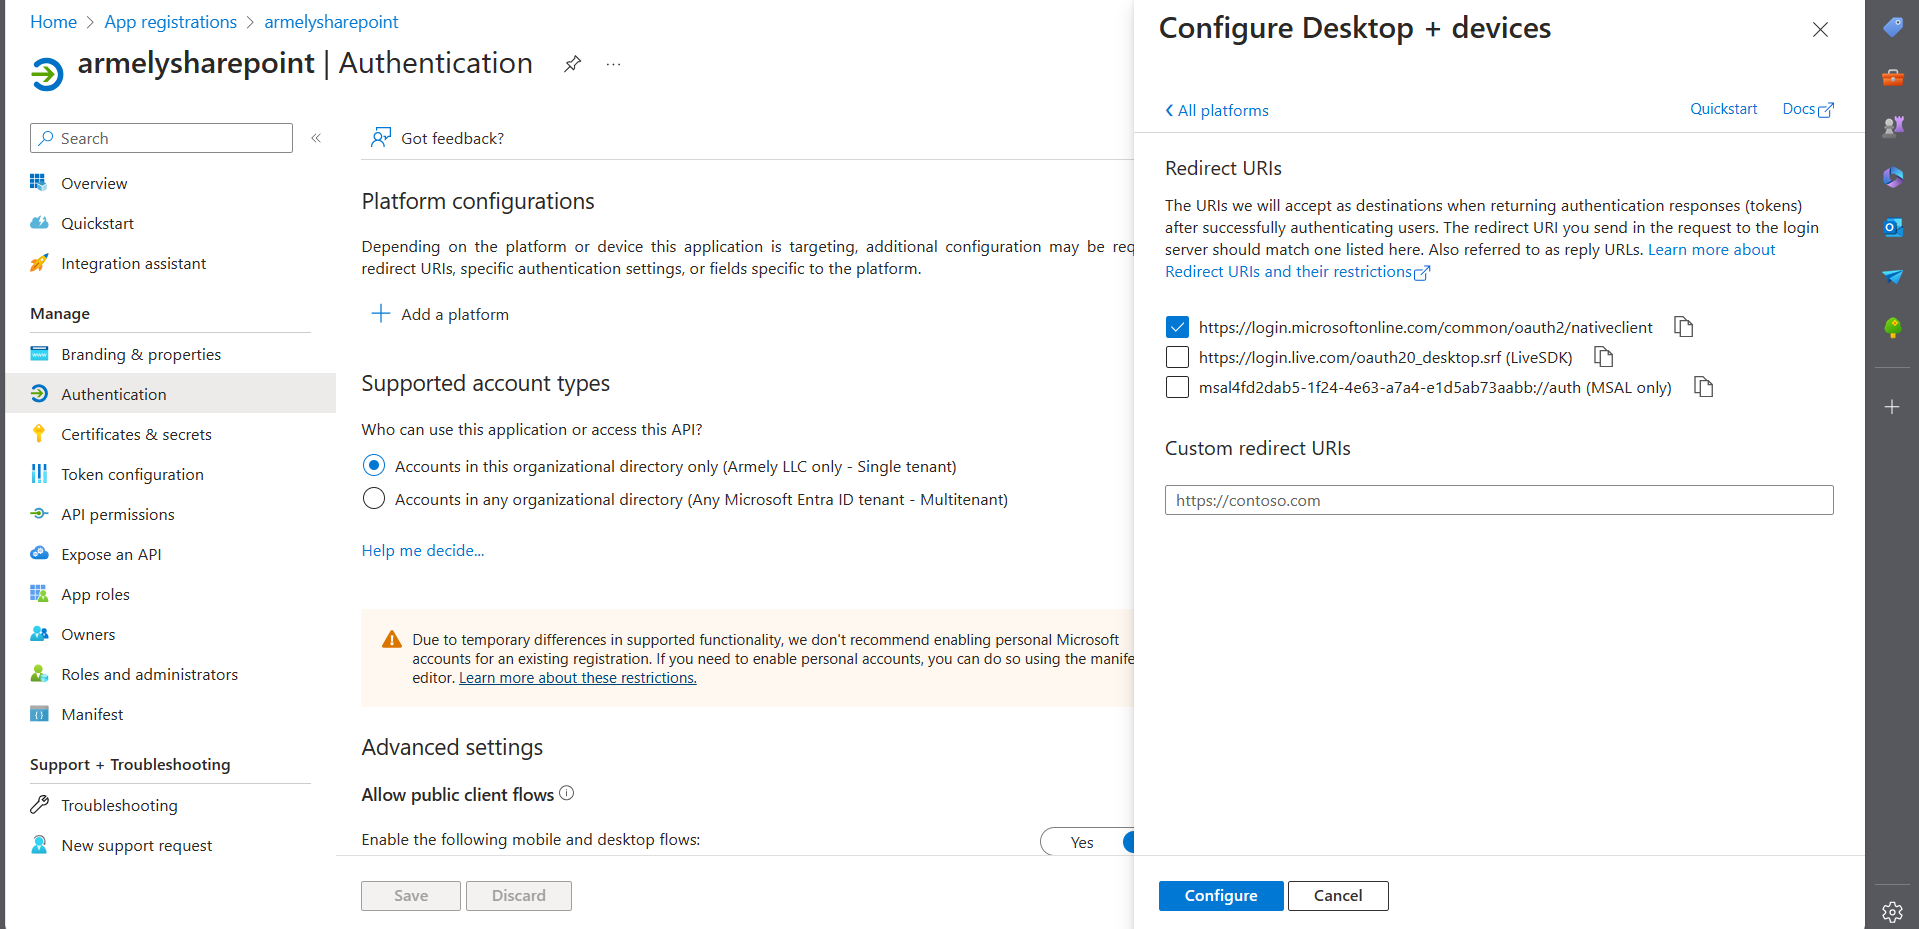 Home > App registrations > armelysharepoint
armelysharepoint | Authentication
...
Search
«
Overview
Quickstart
Integration assistant
Manage
Branding & properties
Authentication
Certificates & secrets
Token configuration
API permissions
Expose an API
App roles
Owners
Roles and administrators
Manifest
Support + Troubleshooting
Troubleshooting
New support request
Got feedback?
Platform configurations
Depending on the platform or device this application is targeting, additional configuration may be req
redirect URIs, specific authentication settings, or fields specific to the platform.
Add a platform
Supported account types
Who can use this application or access this API?
Accounts in this organizational directory only (Armely LLC only - Single tenant)
Accounts in any organizational directory (Any Microsoft Entra ID tenant - Multitenant)
Help me decide...
Due to temporary differences in supported functionality, we don't recommend enabling personal Microsoft
accounts for an existing registration. If you need to enable personal accounts, you can do so using the manife
editor. Learn more about these restrictions.
Advanced settings
Allow public client flows
Enable the following mobile and desktop flows:
Yes
Save
Discard
Configure Desktop + devices
All platforms
Quickstart
Docs
Redirect URIs
The URIs we will accept as destinations when returning authentication responses (tokens)
after successfully authenticating users. The redirect URI you send in the request to the login
server should match one listed here. Also referred to as reply URLs. Learn more about
Redirect URIs and their restrictions
https://login.microsoftonline.com/common/oauth2/nativeclient
https://login.live.com/oauth20_desktop.srf (LiveSDK)
msal4fd2dab5-1f24-4e63-a7a4-e1d5ab73aabb://auth (MSAL only)
Custom redirect URIs
https://contoso.com
Configure
Cancel